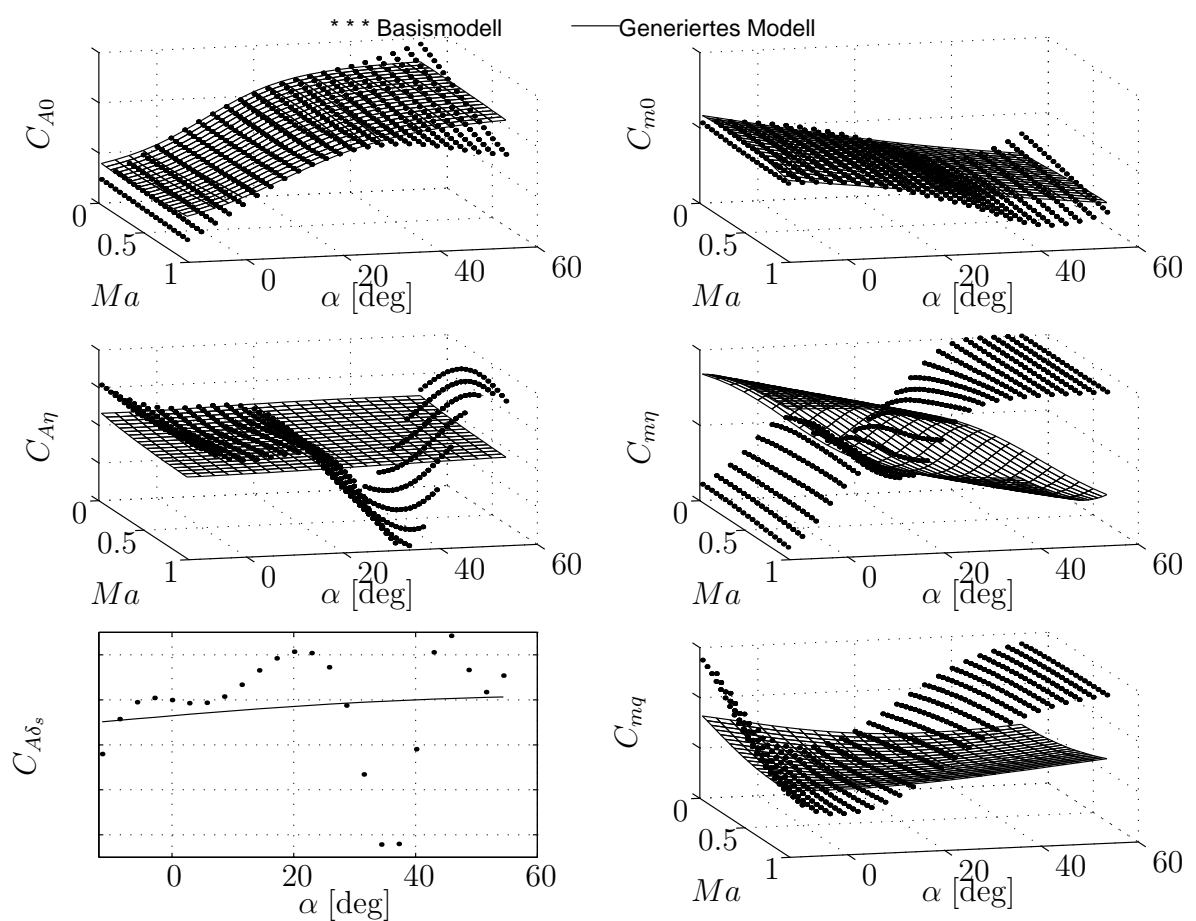 * * * Basismodell — Generiertes Modell
C_{A0}
0
0.5
1
Ma
0 20 40 60
α [deg]
C_{m0}
0
0.5
1
Ma
0 20 40 60
α [deg]
C_{Aη}
0
0.5
1
Ma
0 20 40 60
α [deg]
C_{mη}
0
0.5
1
Ma
0 20 40 60
α [deg]
C_{Aδ_s}
0 20 40 60
α [deg]
C_{mq}
0
0.5
1
Ma
0 20 40 60
α [deg]